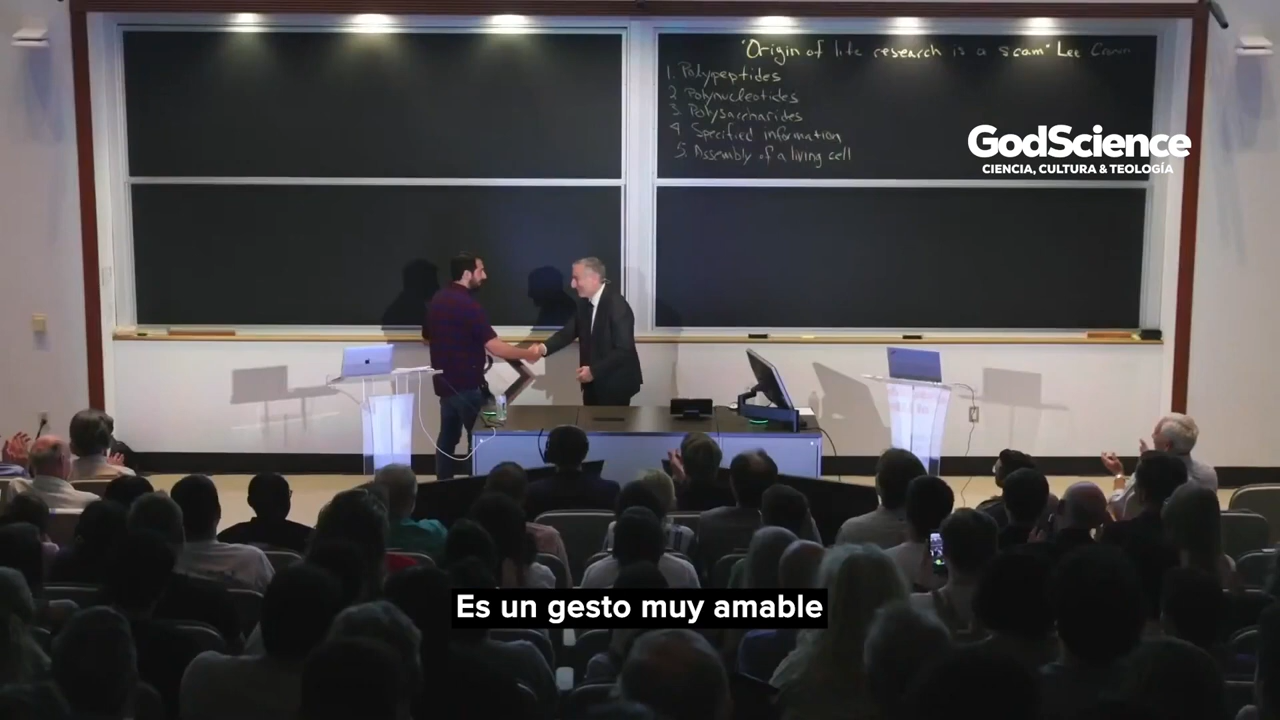 "Origin of life research is a scam" Lee
1. Polypeptides
2 Polynucleotides
3 Polysaccharides
4 Specified information
5. Assembly of a living cell
GodScience
CIENCIA, CULTURA & TEOLOGÍA
Es un gesto muy amable